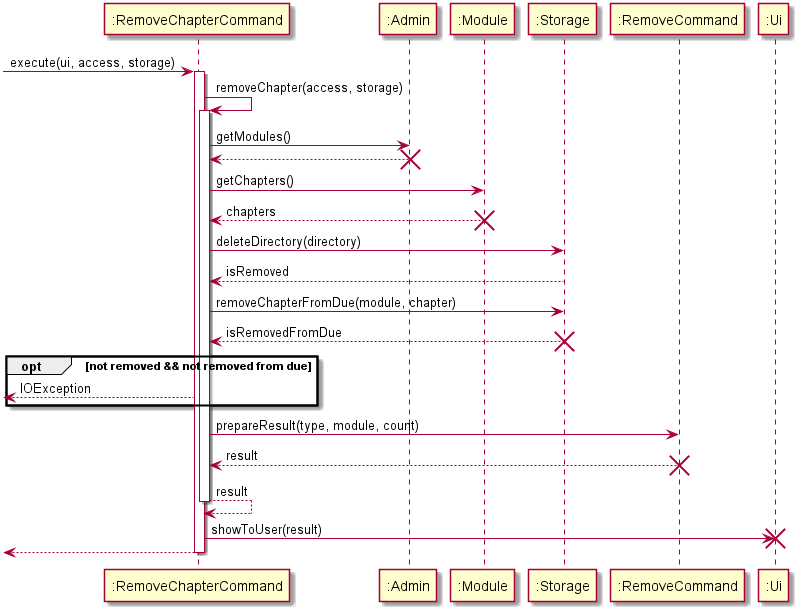 :RemoveChapterCommand :Admin :Module :Storage :RemoveCommand :Ui
execute(ui, access, storage)
removeChapter(access, storage)
getModules()
getChapters()
chapters
deleteDirectory(directory)
isRemoved
removeChapterFromDue(module, chapter)
isRemovedFromDue
opt [not removed && not removed from due]
IOException
prepareResult(type, module, count)
result
result
showToUser(result)
:RemoveChapterCommand :Admin :Module :Storage :RemoveCommand :Ui